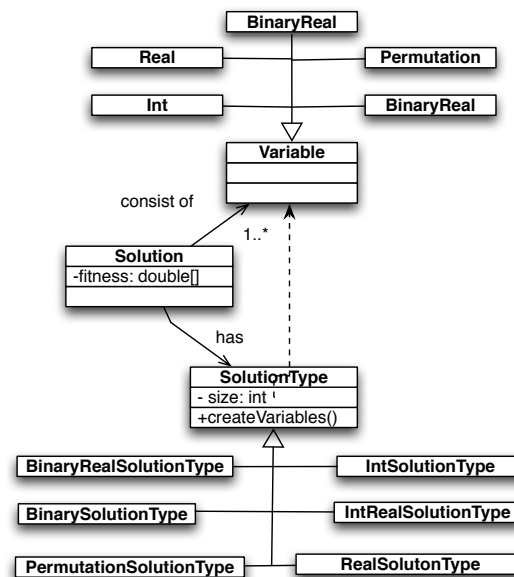 BinaryReal
Real
Permutation
Int
BinaryReal
Variable
consist of
1..*
Solution
-fitness: double[]
has
SolutionType
- size: int
+createVariables()
BinaryRealSolutionType
IntSolutionType
BinarySolutionType
IntRealSolutionType
PermutationSolutionType
RealSolutonType